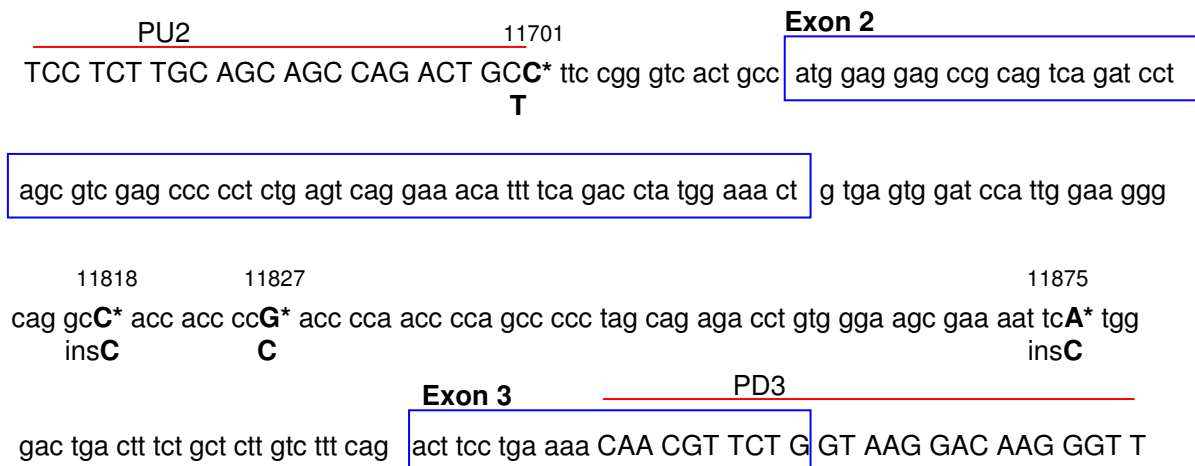 PU2 11701 Exon 2
TCC TCT TGC AGC AGC CAG ACT GCC* ttc cgg gtc act gcc atg gag gag ccg cag tca gat cct
T
agc gtc gag ccc cct ctg agt cag gaa aca ttt tca gac cta tgg aaa ct g tga gtg gat cca ttg gaa ggg
11818 11827 11875
cag gcC* acc acc ccG* acc cca acc cca gcc ccc tag cag aga cct gtg gga agc gaa aat tcA* tgg
insC C insC
Exon 3 PD3
gac tga ctt tct gct ctt gtc ttt cag act tcc tga aaa CAA CGT TCT G GT AAG GAC AAG GGT T